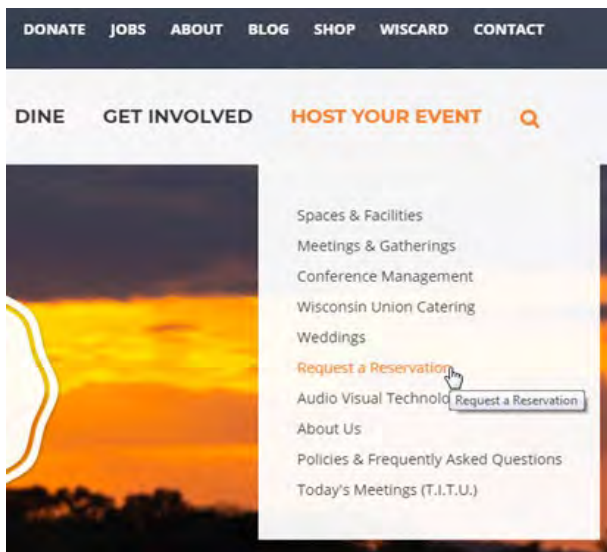 DONATE JOBS ABOUT BLOG SHOP WISCARD CONTACT
DINE GET INVOLVED HOST YOUR EVENT
Spaces & Facilities
Meetings & Gatherings
Conference Management
Wisconsin Union Catering
Weddings
Request a Reservation
Audio Visual Technolo
Request a Reservation
About Us
Policies & Frequently Asked Questions
Today's Meetings (T.I.T.U.)